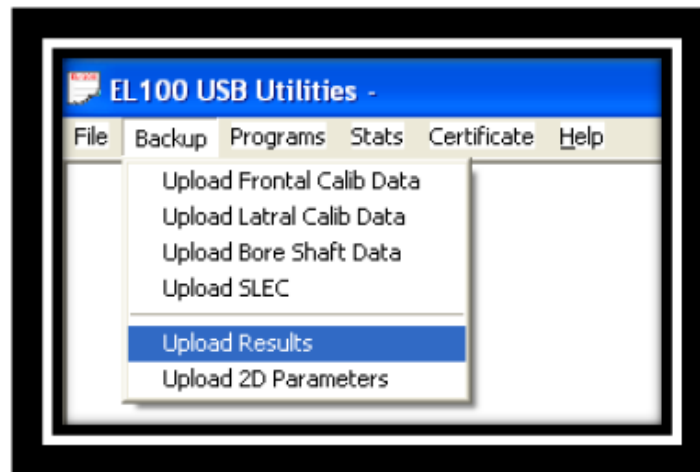 EL100 USB Utilities -
File Backup Programs Stats Certificate Help
Upload Frontal Calib Data
Upload Latral Calib Data
Upload Bore Shaft Data
Upload SLEC
Upload Results
Upload 2D Parameters